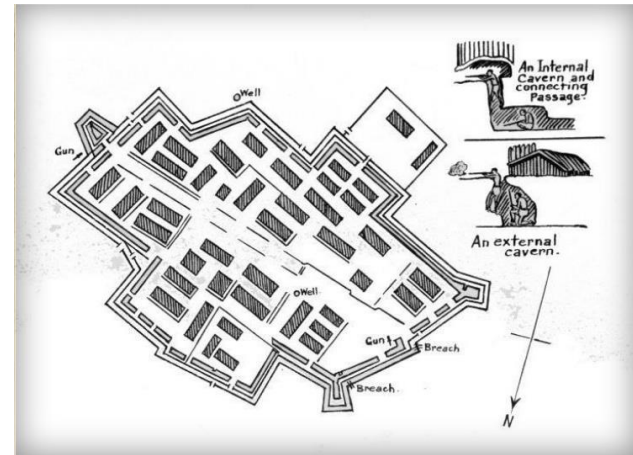 Well
Gun
An Internal
Cavern and
connecting
Passage.
An external
cavern.
Well.
Gun
Breach
Breach
N